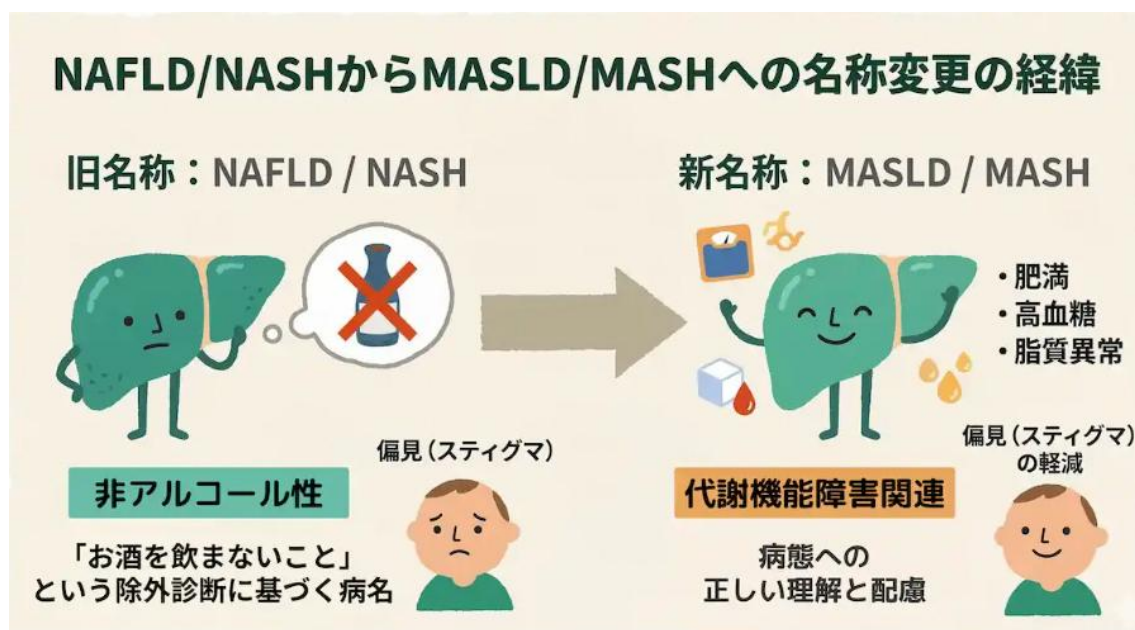 NAFLD/NASHからMASLD/MASHへの名称変更の経緯
旧名称：NAFLD / NASH
非アルコール性
「お酒を飲まないこと」
という除外診断に基づく病名
偏見（スティグマ）
新名称：MASLD / MASH
・肥満
・高血糖
・脂質異常
代謝機能障害関連
病態への
正しい理解と配慮
偏見（スティグマ）
の軽減